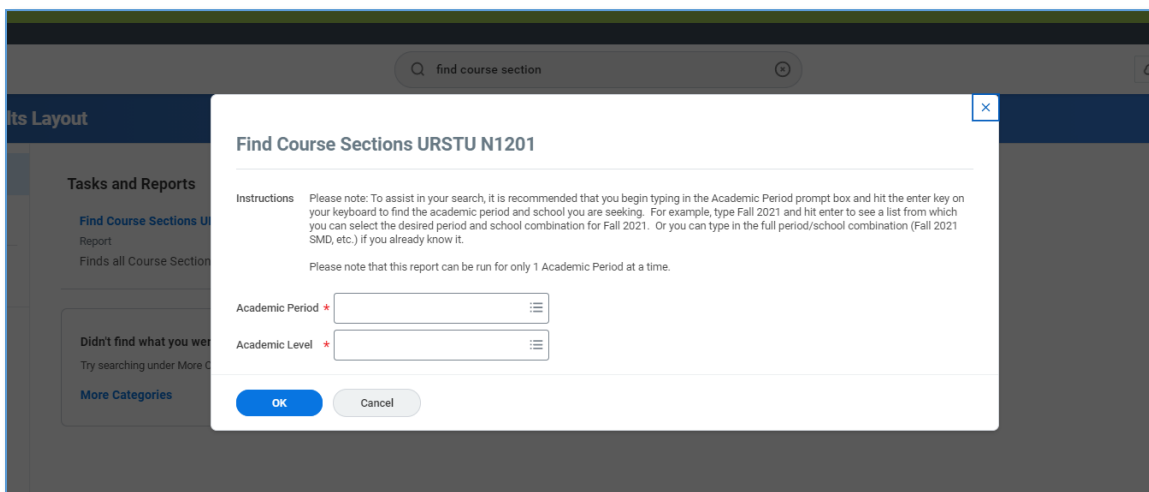 find course section
lts Layout
Find Course Sections URSTU N1201
Tasks and Reports
Instructions Please note: To assist in your search, it is recommended that you begin typing in the Academic Period prompt box and hit the enter key on
your keyboard to find the academic period and school you are seeking. For example, type Fall 2021 and hit enter to see a list from which
you can select the desired period and school combination for Fall 2021. Or you can type in the full period/school combination (Fall 2021
SMD, etc.) if you already know it.
Please note that this report can be run for only 1 Academic Period at a time.
Find Course Sections U
Report
Finds all Course Section
Academic Period *
Academic Level *
Didn't find what you wer
Try searching under More C
More Categories
OK Cancel